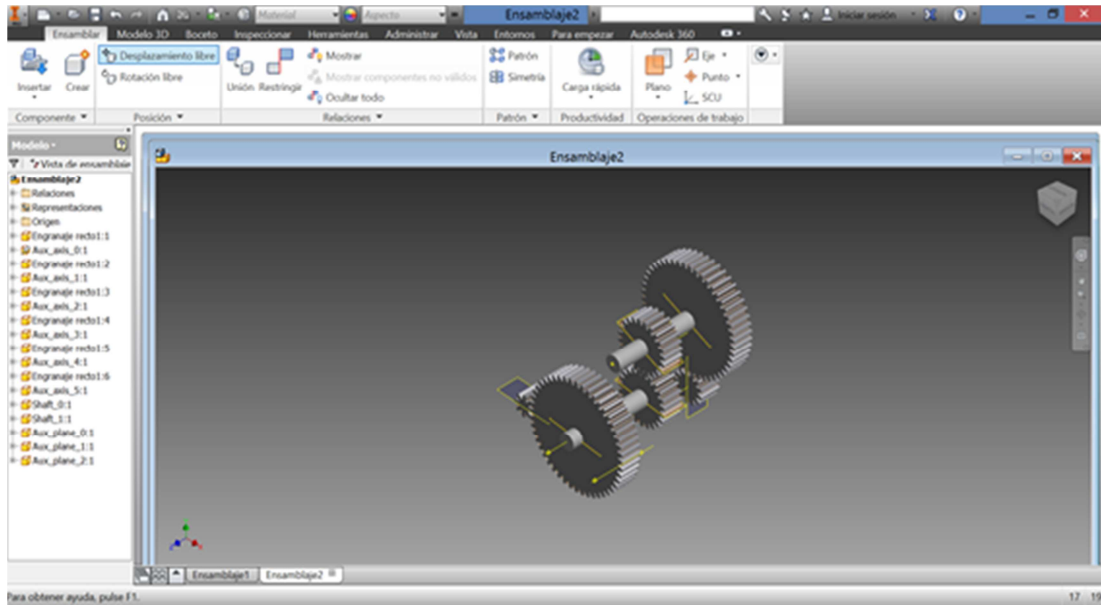 Material
Aspecto
Ensamblaje2
Iniciar sesión
Ensamblar Modelo 3D Boceto Inspeccionar Herramientas Administrar Vista Entornos Para empezar Autodesk 360
Insertar
Crear
Desplazamiento libre
Rotación libre
Unión
Restringir
Mostrar
Mostrar componentes no válidos
Ocultar todo
Patrón
Simetría
Carga rápida
Plano
Eje
Punto
SCU
Componente Posición Relaciones Patrón Productividad Operaciones de trabajo
Modelo
Vista de ensamblaje
Ensamblaje2
Relaciones
Representaciones
Origen
Engranaje recto1:1
Aux_axis_0:1
Engranaje recto1:2
Aux_axis_1:1
Engranaje recto1:3
Aux_axis_2:1
Engranaje recto1:4
Aux_axis_3:1
Engranaje recto1:5
Aux_axis_4:1
Engranaje recto1:6
Aux_axis_5:1
Shaft_0:1
Shaft_1:1
Aux_plane_0:1
Aux_plane_1:1
Aux_plane_2:1
Ensamblaje2
Ensamblaje1 Ensamblaje2
Para obtener ayuda, pulse F1.
17 19